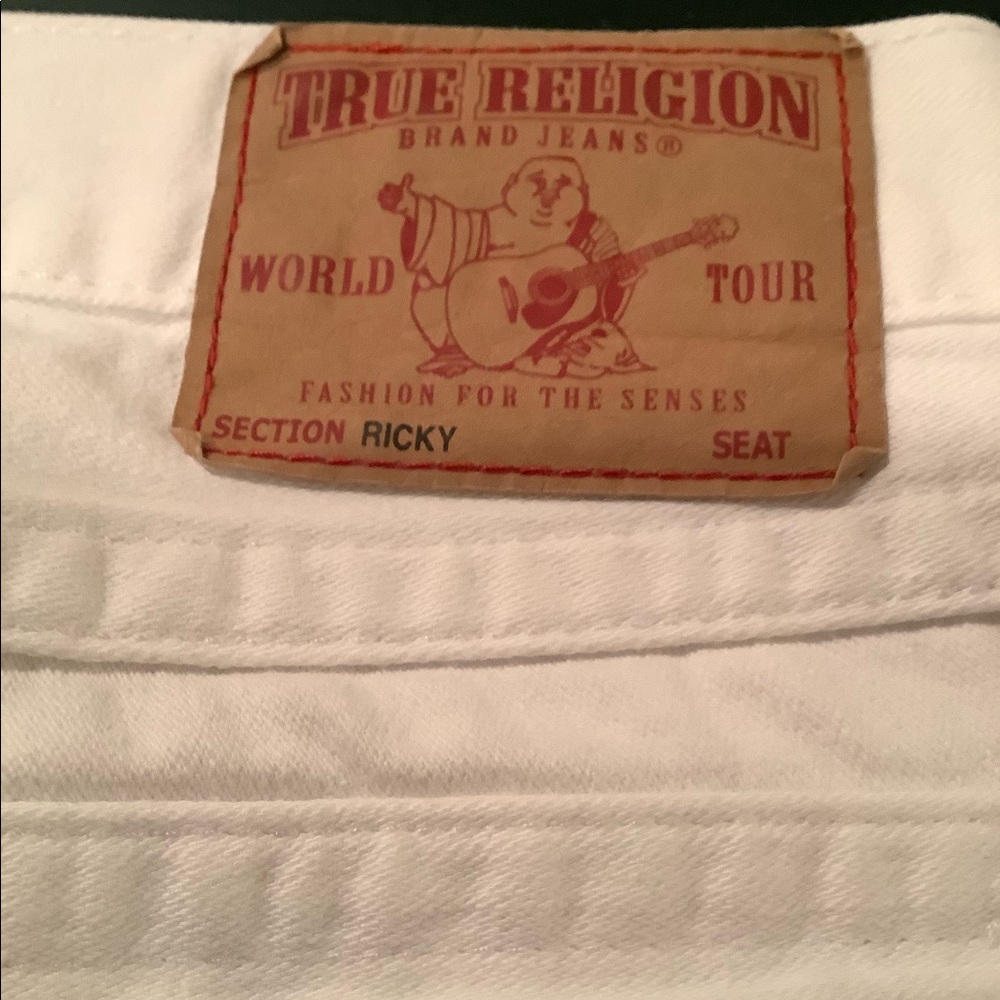 TRUE RELIGION
BRAND JEANS®
WORLD TOUR
FASHION FOR THE SENSES
SECTION RICKY SEAT